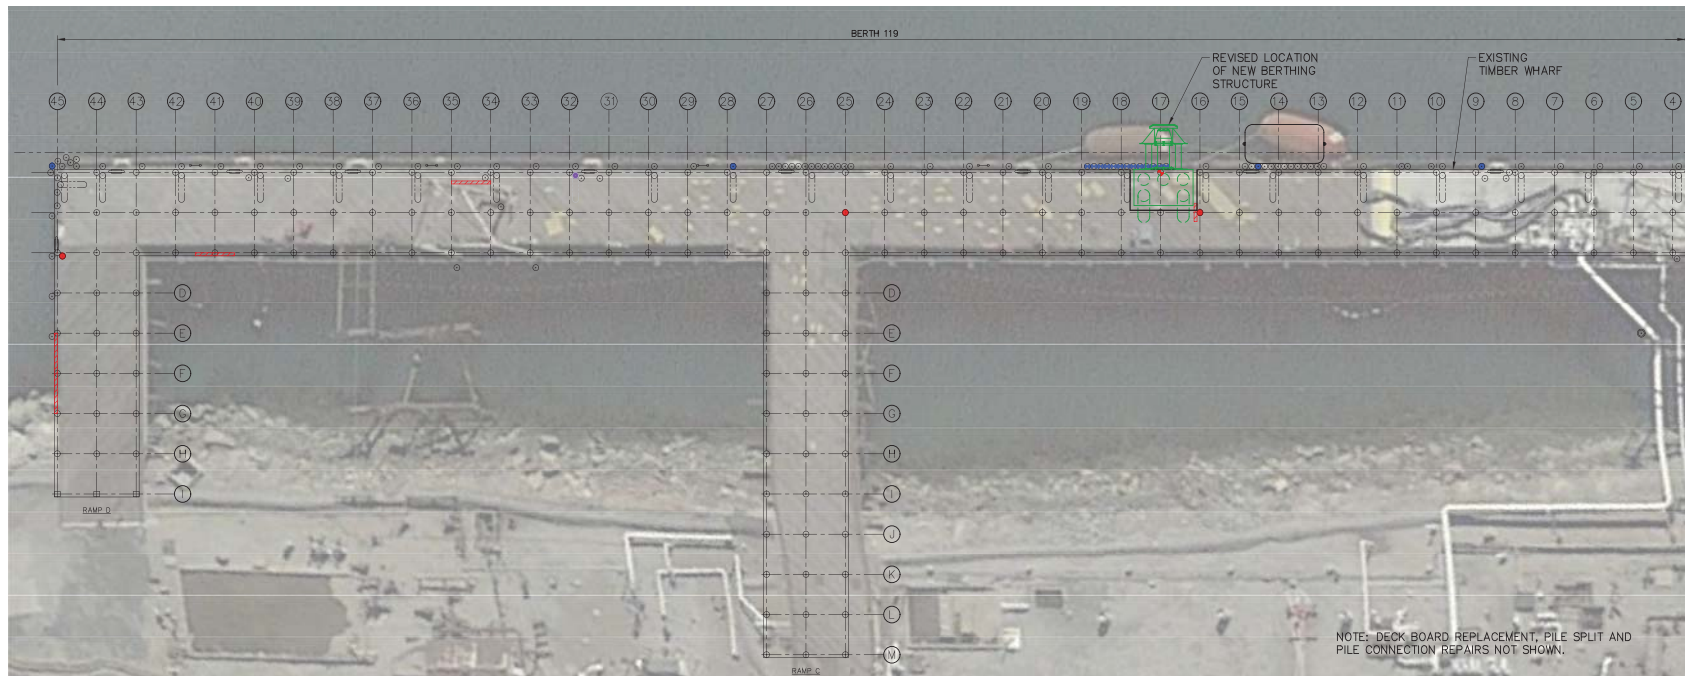 BERTH 119
REVISED LOCATION
OF NEW BERTHING
STRUCTURE
EXISTING
TIMBER WHARF
45 44 43 42 41 40 39 38 37 36 35 34 33 32 31 30 29 28 27 26 25 24 23 22 21 20 19 18 17 16 15 14 13 12 11 10 9 8 7 6 5 4
D D
E E
F F
G G
H H
I I
RAMP D
J
K
L
M
NOTE: DECK BOARD REPLACEMENT, PILE SPLIT AND
PILE CONNECTION REPAIRS NOT SHOWN.
RAMP C